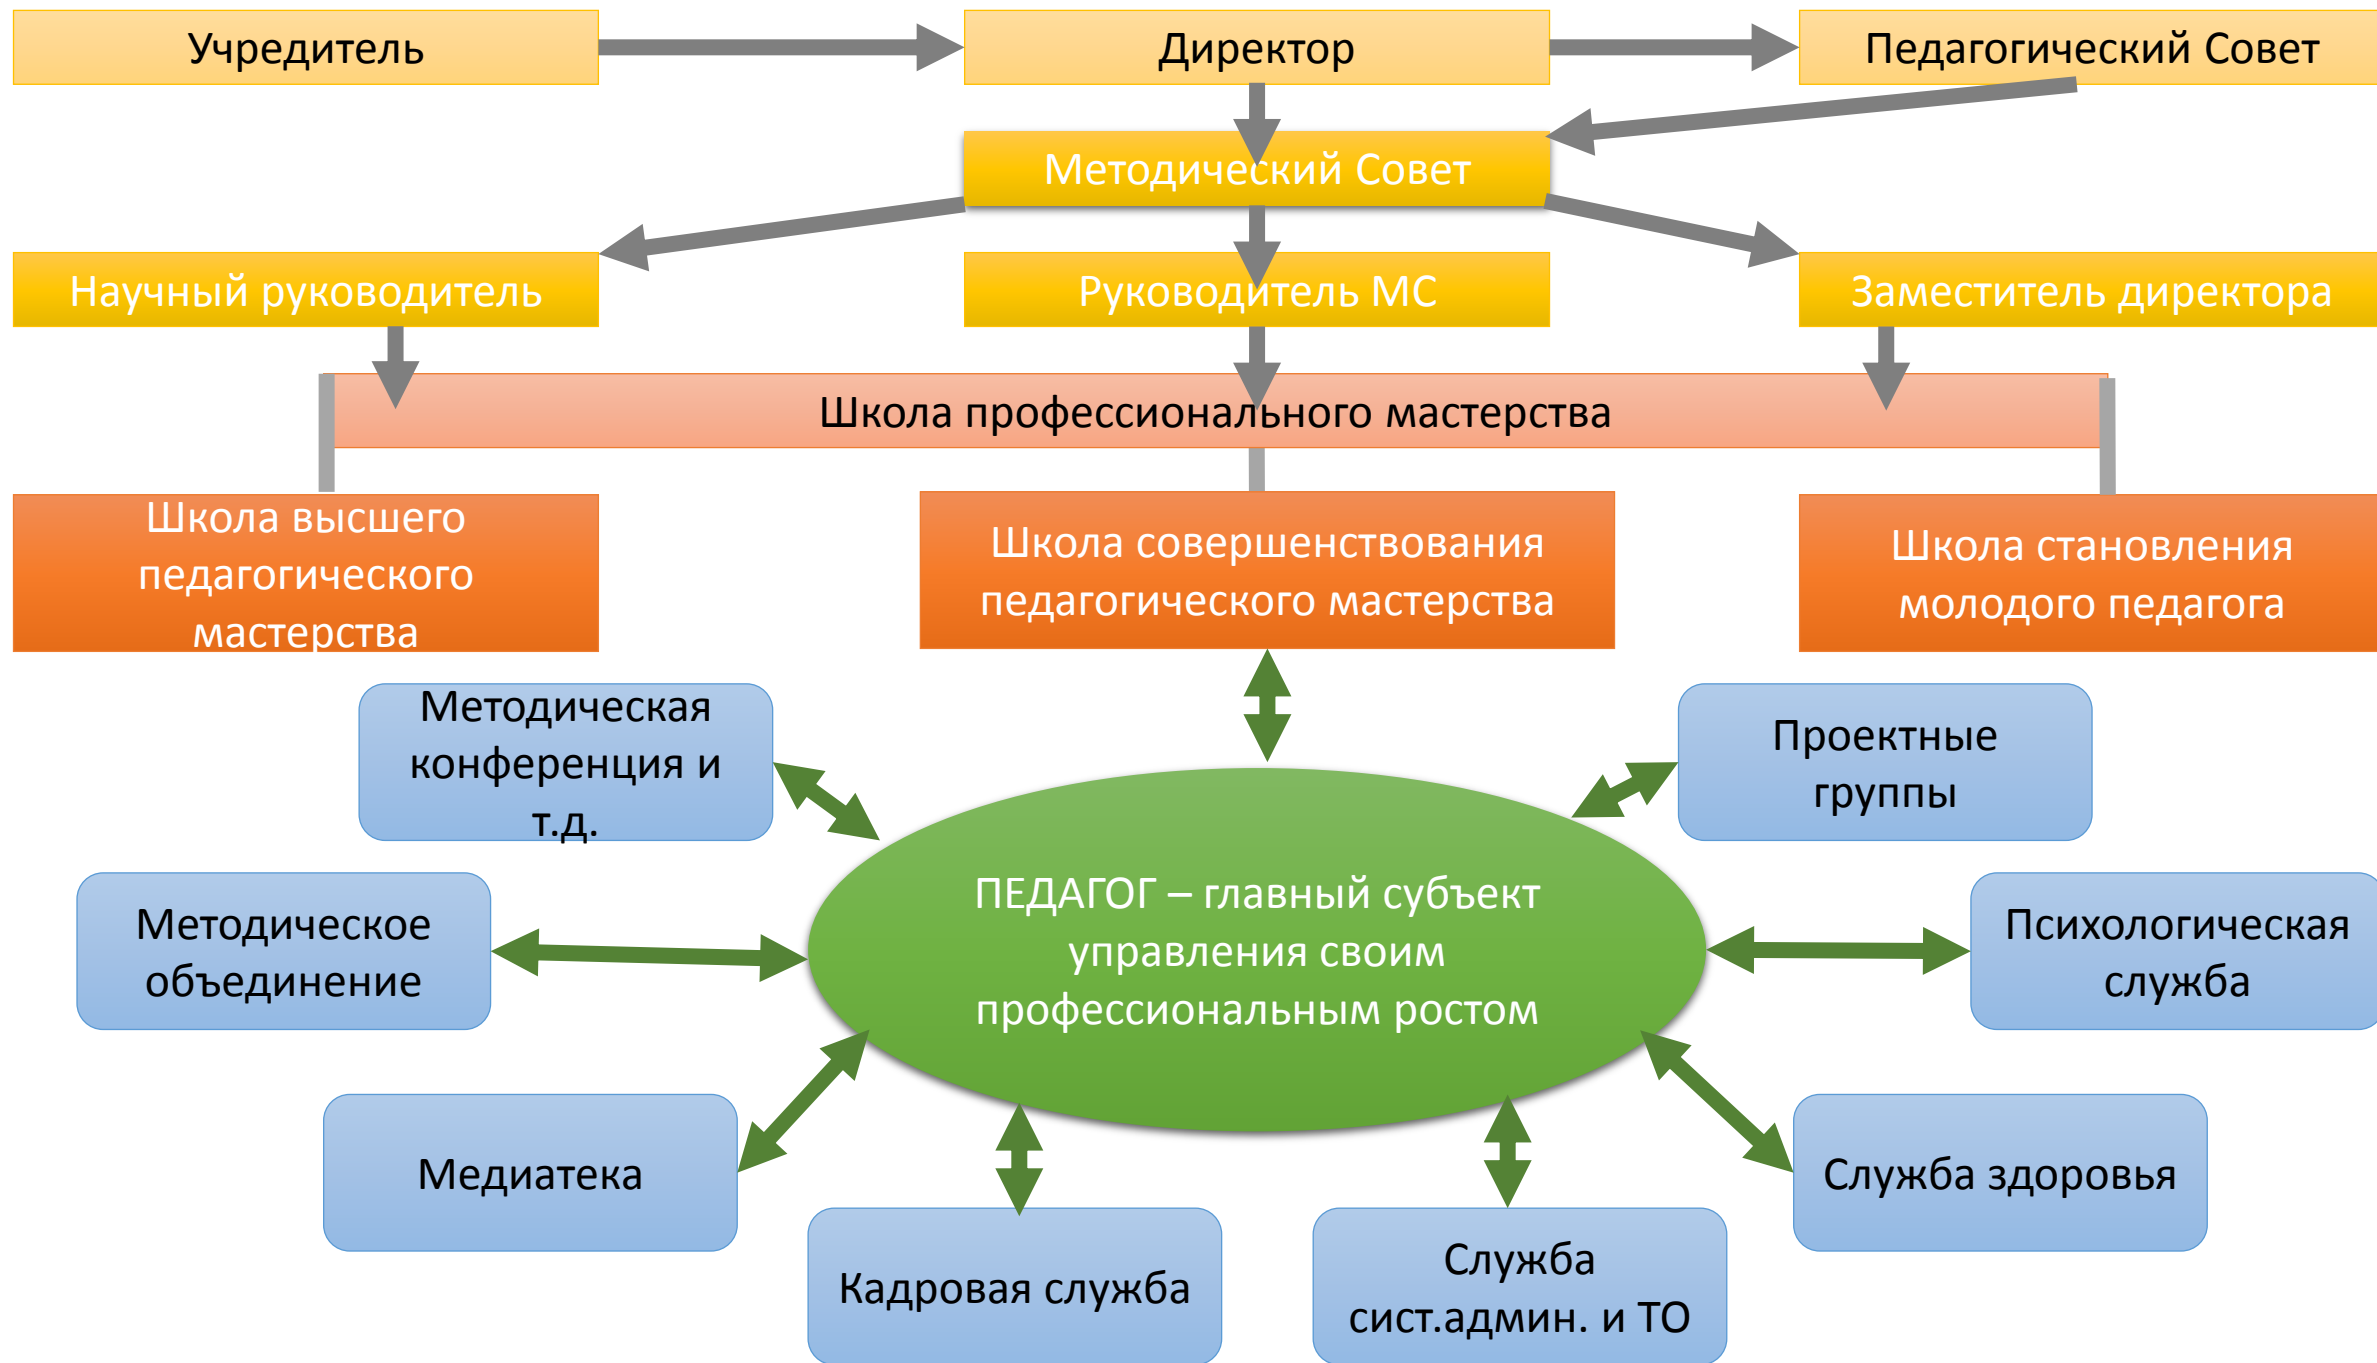 Учредитель
Директор
Педагогический Совет
Методический Совет
Научный руководитель
Руководитель МС
Заместитель директора
Школа профессионального мастерства
Школа высшего
педагогического
мастерства
Школа совершенствования
педагогического мастерства
Школа становления
молодого педагога
Методическая
конференция и
т.д.
Проектные
группы
ПЕДАГОГ – главный субъект
управления своим
профессиональным ростом
Методическое
объединение
Психологическая
служба
Медиатека
Служба здоровья
Кадровая служба
Служба
сист.админ. и ТО